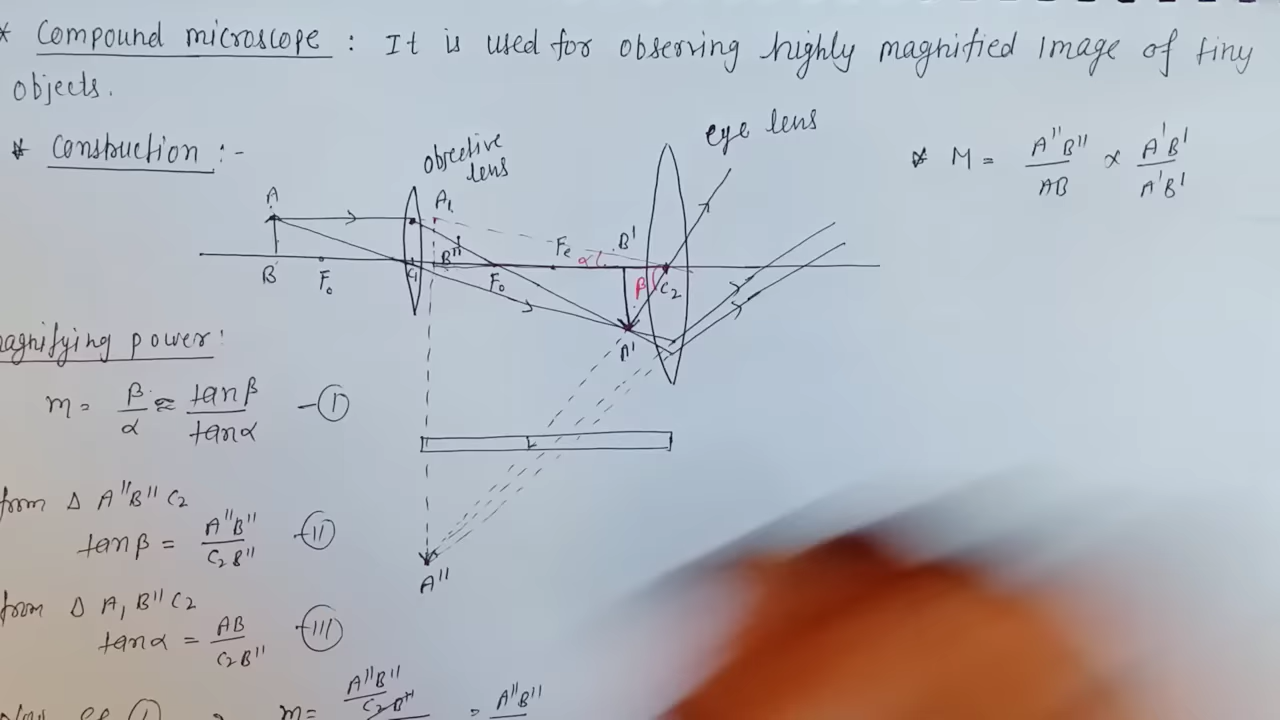 * Compound microscope : It is used for observing highly magnified Image of tiny
objects.
* Construction :-
objective
lens
eye lens
* M = A''B''/AB × A'B'/A'B'
A
A₁
B
F₀
C₁
B''
F₀
Fₑ
α
B'
β
C₂
A'
A''
agnifying power:
m = β/α ≈ tanβ/tanα - (I)
from Δ A''B''C₂
tanβ = A''B''/C₂B'' - (II)
from Δ A₁B''C₂
tanα = AB/C₂B'' - (III)
m = A''B''/C₂B'' = A''B''